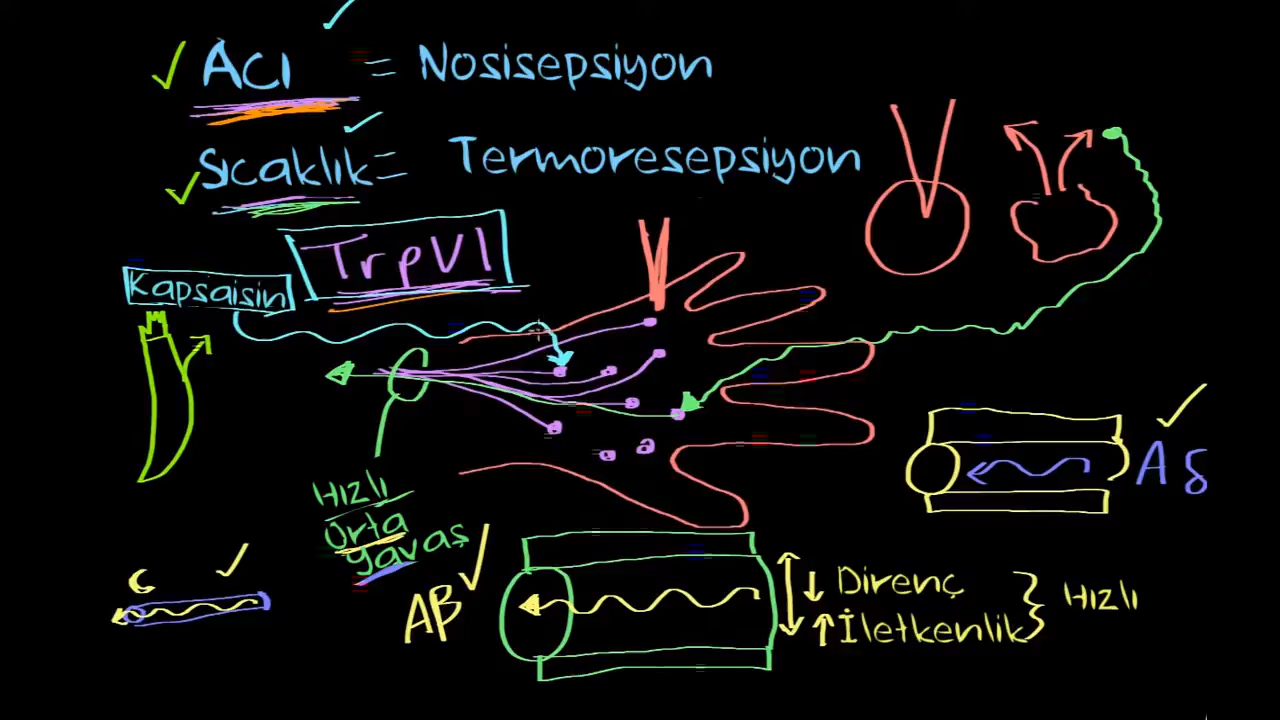 Acı = Nosisepsiyon
Sıcaklık = Termoresepsiyon
TrpV1
Kapsaisin
Hızlı
Orta
Yavaş
Aδ
C
Aβ
↓ Direnç
↑ İletkenlik
Hızlı